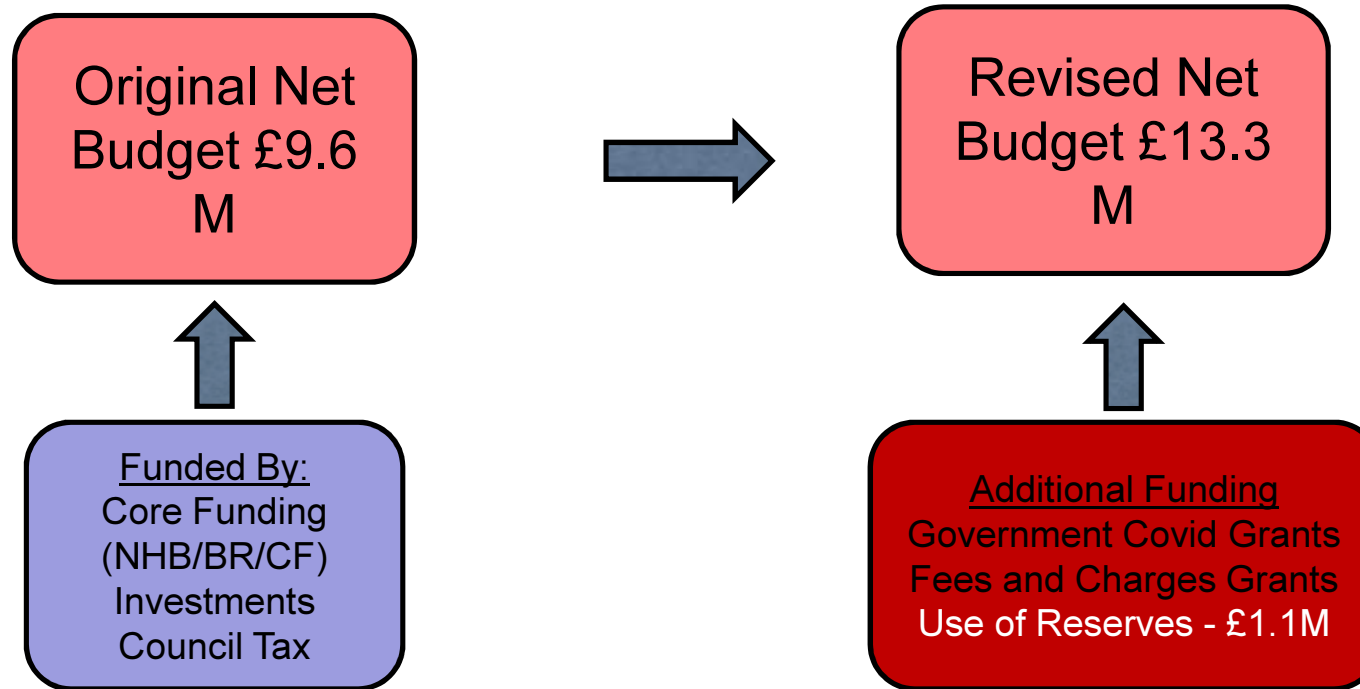 Original Net
Budget £9.6
M
Revised Net
Budget £13.3
M
Funded By:
Core Funding
(NHB/BR/CF)
Investments
Council Tax
Additional Funding
Government Covid Grants
Fees and Charges Grants
Use of Reserves - £1.1M